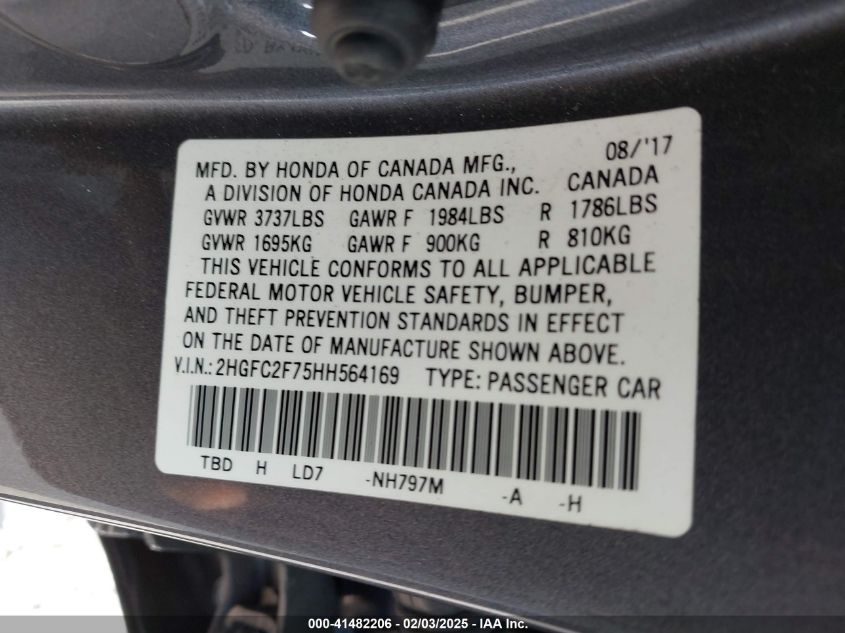 08/'17
MFD. BY HONDA OF CANADA MFG.,
A DIVISION OF HONDA CANADA INC. CANADA
GVWR 3737LBS GAWR F 1984LBS R 1786LBS
GVWR 1695KG GAWR F 900KG R 810KG
THIS VEHICLE CONFORMS TO ALL APPLICABLE
FEDERAL MOTOR VEHICLE SAFETY, BUMPER,
AND THEFT PREVENTION STANDARDS IN EFFECT
ON THE DATE OF MANUFACTURE SHOWN ABOVE.
V.I.N.: 2HGFC2F75HH564169 TYPE: PASSENGER CAR
TBD H LD7 -NH797M -A -H
000-41482206 - 02/03/2025 - IAA Inc.